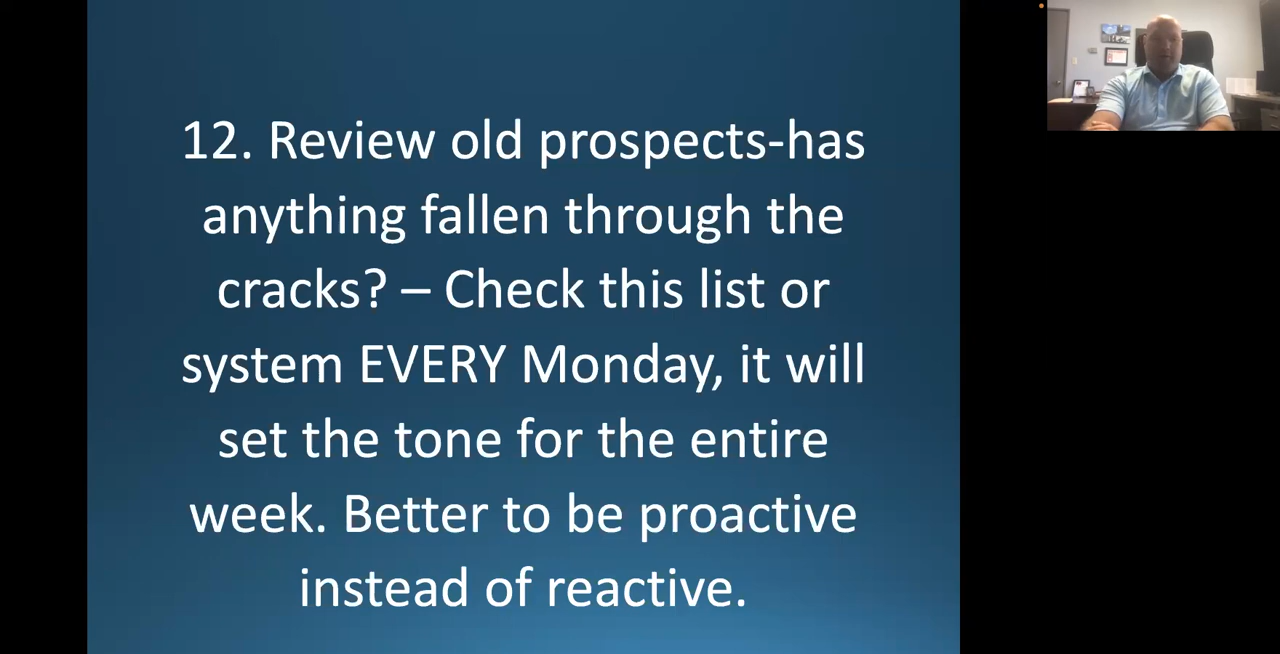 12. Review old prospects-has
anything fallen through the
cracks? – Check this list or
system EVERY Monday, it will
set the tone for the entire
week. Better to be proactive
instead of reactive.